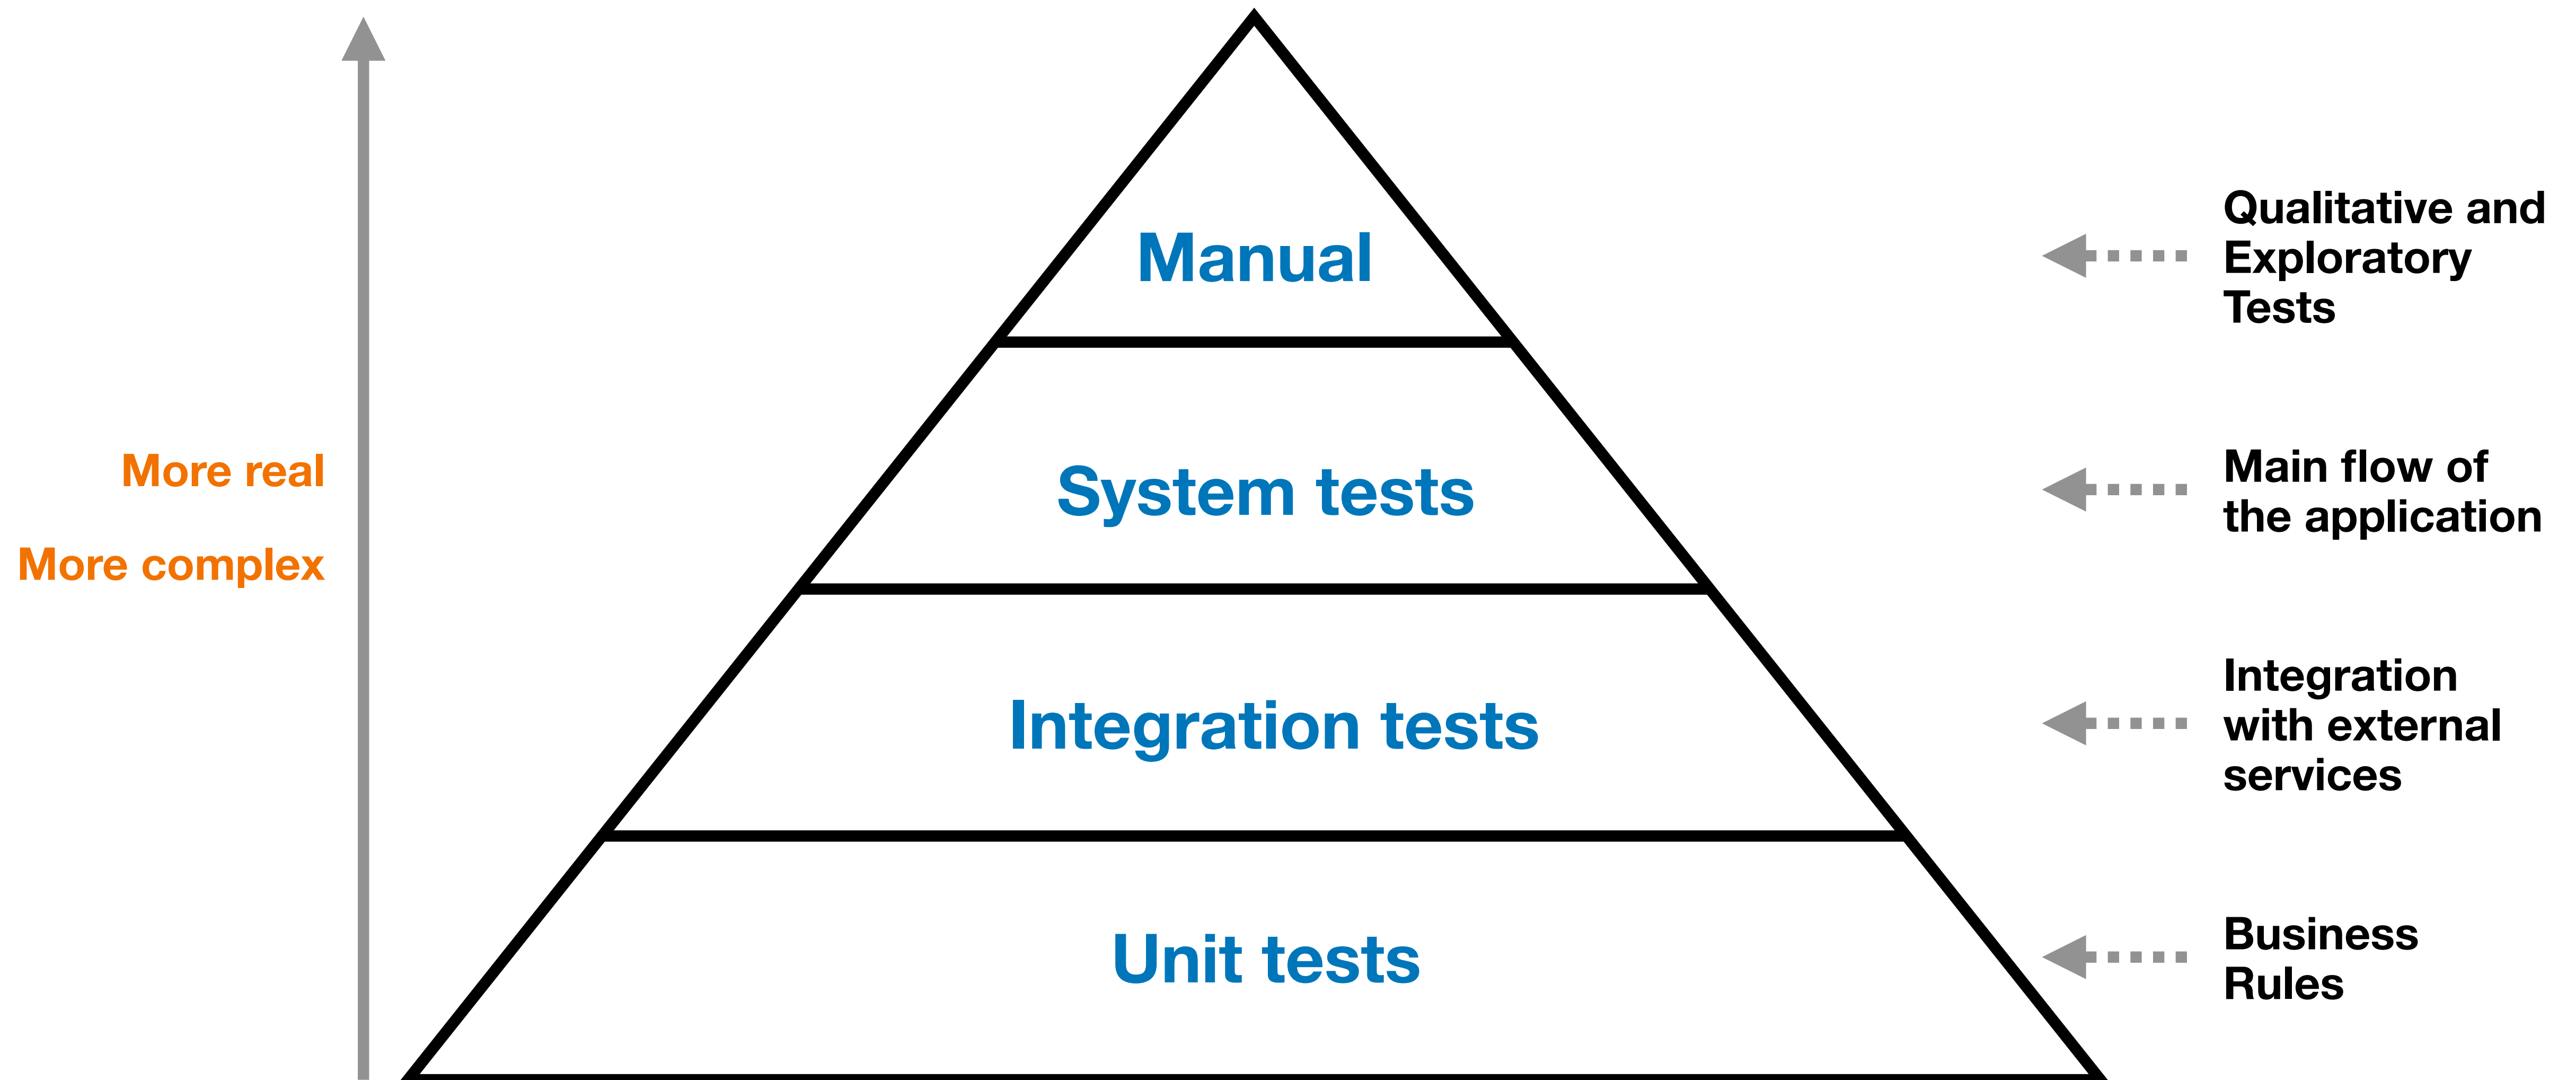 Manual
Qualitative and
Exploratory
Tests
More real
More complex
System tests
Main flow of
the application
Integration tests
Integration
with external
services
Unit tests
Business
Rules